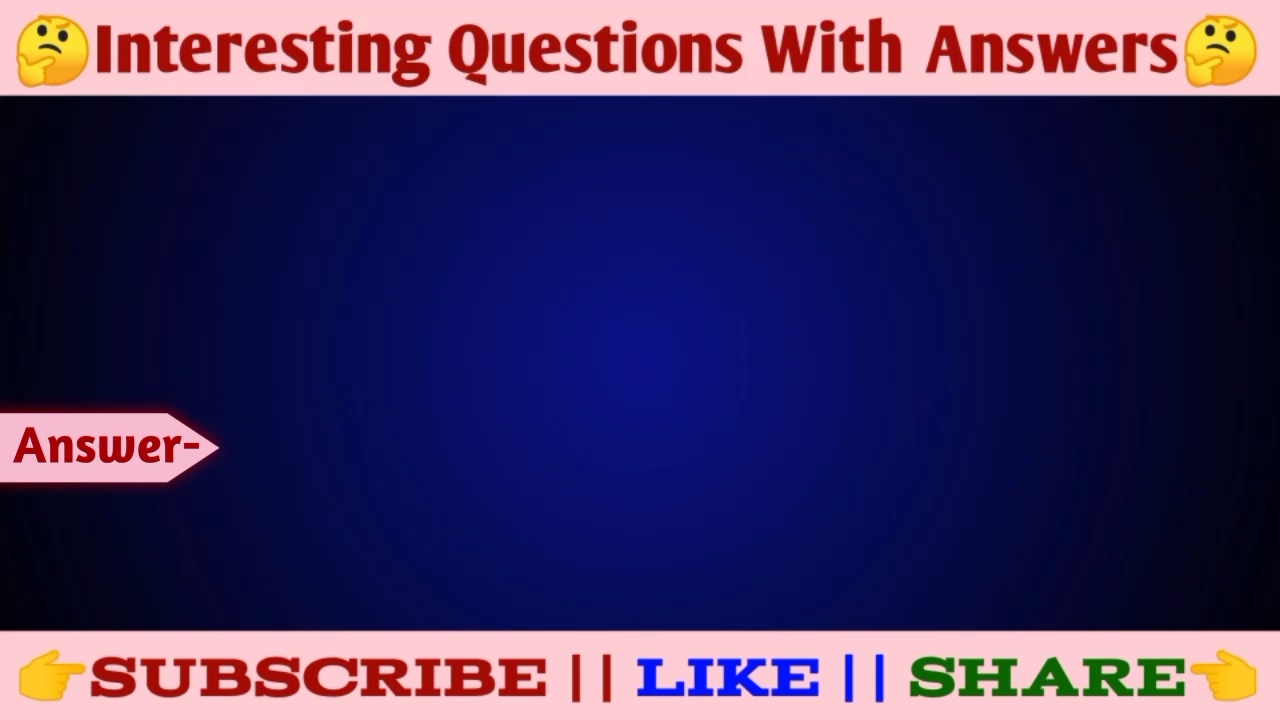 🤔Interesting Questions With Answers🤔
Answer-
👉SUBSCRIBE || LIKE || SHARE👈